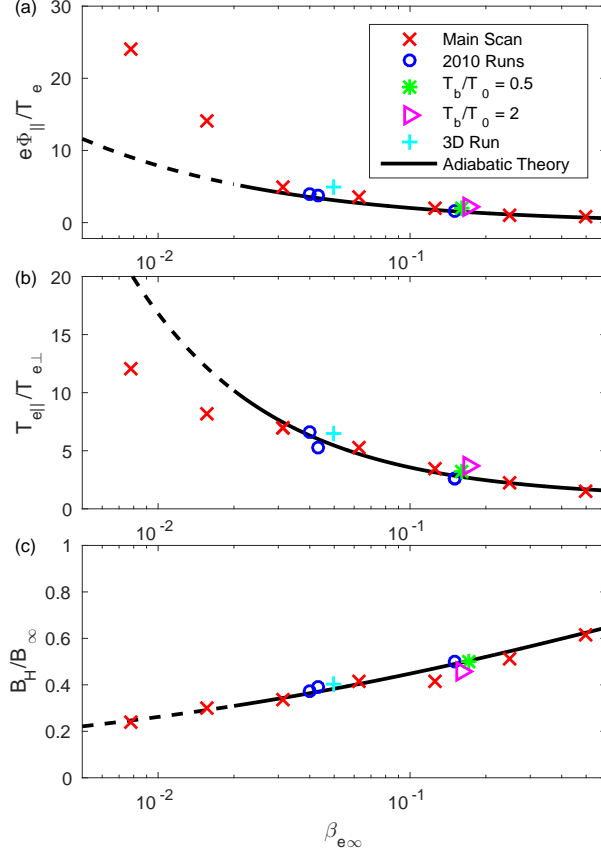 (a)
30
20
10
0
eΦ||/Te
10⁻²
10⁻¹
Main Scan
2010 Runs
Tb/T0 = 0.5
Tb/T0 = 2
3D Run
Adiabatic Theory
(b)
20
15
10
5
0
Te||/Te⊥
10⁻²
10⁻¹
(c)
1
0.8
0.6
0.4
0.2
0
BH/B∞
10⁻²
10⁻¹
βe∞